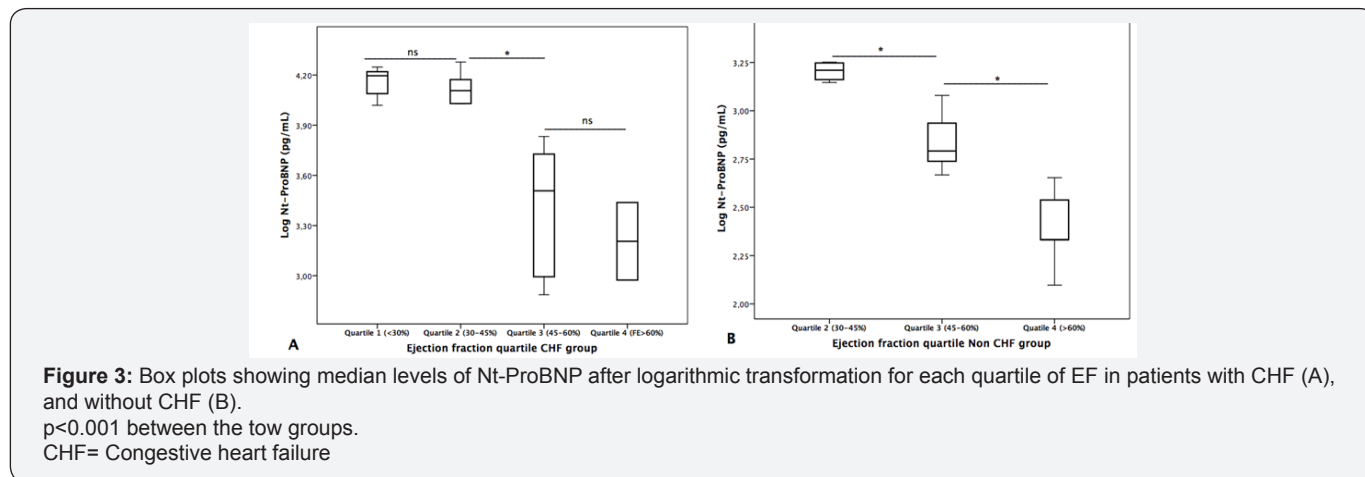 ns
*
4,20
3,90
ns
3,60
3,30
3,00
Log Nt-ProBNP (pg/mL)
Quartile 1 (<30%) Quartile 2 (30-45%) Quartile 3 (45-60%) Quartile 4 (FE>60%)
A
Ejection fraction quartile CHF group
*
3,25
*
3,00
2,75
2,50
2,25
2,00
Log Nt-ProBNP (pg/mL)
Quartile 2 (30-45%) Quartile 3 (45-60%) Quatile 4 (>60%)
B
Ejection fraction quartile Non CHF group
Figure 3: Box plots showing median levels of Nt-ProBNP after logarithmic transformation for each quartile of EF in patients with CHF (A),
and without CHF (B).
p<0.001 between the tow groups.
CHF= Congestive heart failure